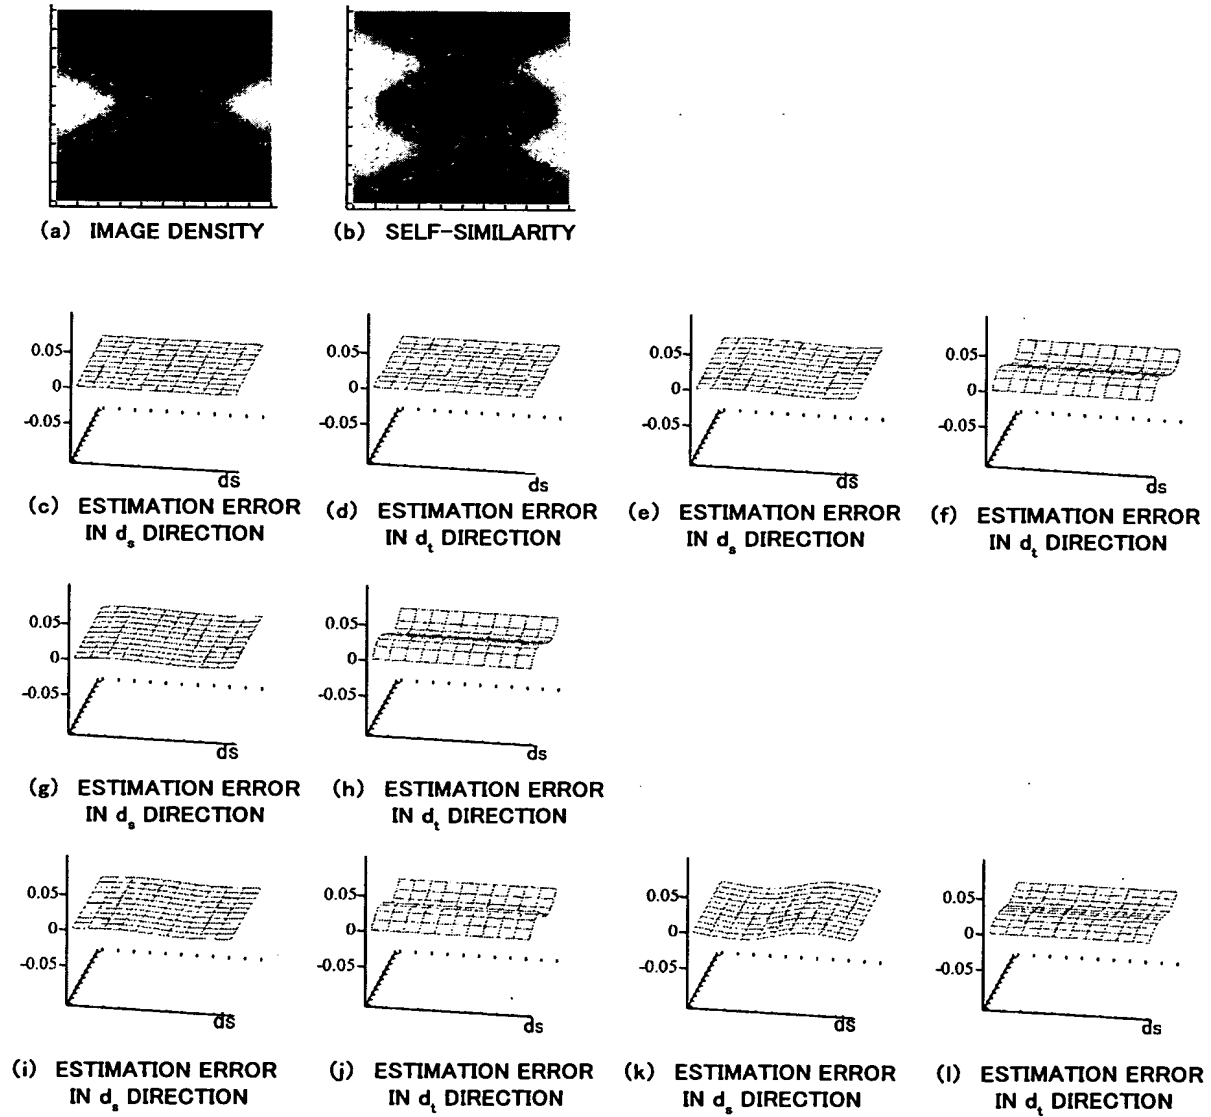 (a) IMAGE DENSITY
(b) SELF-SIMILARITY
0.05
0
-0.05
ds
0.05
0
-0.05
ds
0.05
0
-0.05
ds
0.05
0
-0.05
ds
(c) ESTIMATION ERROR
IN ds DIRECTION
(d) ESTIMATION ERROR
IN dt DIRECTION
(e) ESTIMATION ERROR
IN ds DIRECTION
(f) ESTIMATION ERROR
IN dt DIRECTION
0.05
0
-0.05
ds
0.05
0
-0.05
ds
(g) ESTIMATION ERROR
IN ds DIRECTION
(h) ESTIMATION ERROR
IN dt DIRECTION
0.05
0
-0.05
ds
0.05
0
-0.05
ds
0.05
0
-0.05
ds
0.05
0
-0.05
ds
(i) ESTIMATION ERROR
IN ds DIRECTION
(j) ESTIMATION ERROR
IN dt DIRECTION
(k) ESTIMATION ERROR
IN ds DIRECTION
(l) ESTIMATION ERROR
IN dt DIRECTION